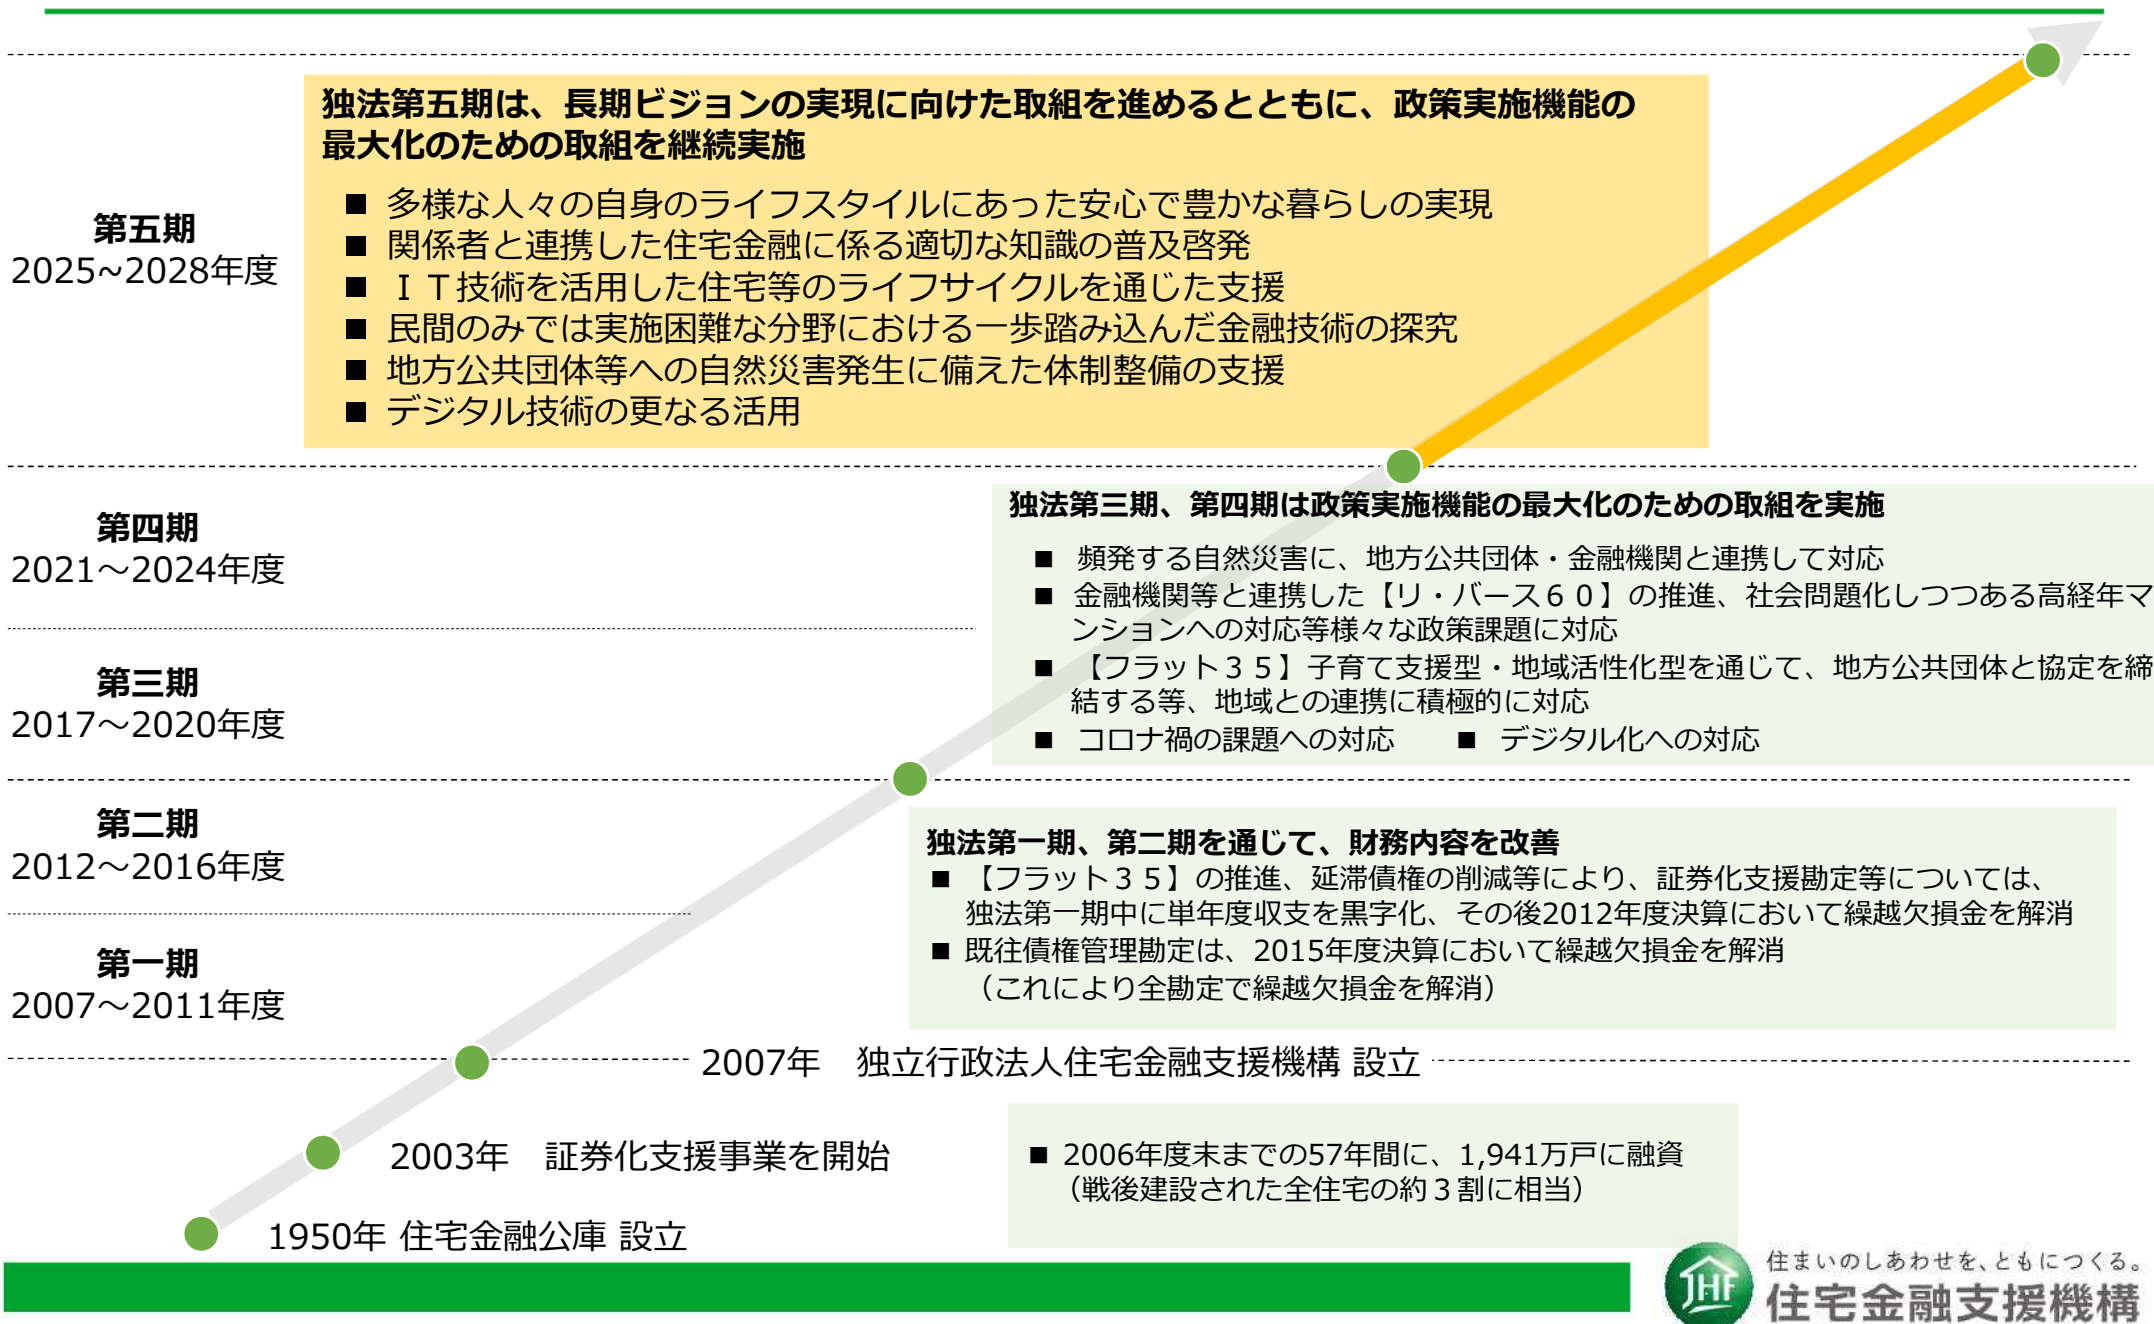 独法第五期は、長期ビジョンの実現に向けた取組を進めるとともに、政策実施機能の
最大化のための取組を継続実施
■ 多様な人々の自身のライフスタイルにあった安心で豊かな暮らしの実現
■ 関係者と連携した住宅金融に係る適切な知識の普及啓発
■ ＩＴ技術を活用した住宅等のライフサイクルを通じた支援
■ 民間のみでは実施困難な分野における一歩踏み込んだ金融技術の探究
■ 地方公共団体等への自然災害発生に備えた体制整備の支援
■ デジタル技術の更なる活用
第五期
2025~2028年度
第四期
2021～2024年度
第三期
2017～2020年度
独法第三期、第四期は政策実施機能の最大化のための取組を実施
■ 頻発する自然災害に、地方公共団体・金融機関と連携して対応
■ 金融機関等と連携した【リ・バース６０】の推進、社会問題化しつつある高経年マ
ンションへの対応等様々な政策課題に対応
■ 【フラット３５】子育て支援型・地域活性化型を通じて、地方公共団体と協定を締
結する等、地域との連携に積極的に対応
■ コロナ禍の課題への対応 ■ デジタル化への対応
第二期
2012～2016年度
第一期
2007～2011年度
独法第一期、第二期を通じて、財務内容を改善
■ 【フラット３５】の推進、延滞債権の削減等により、証券化支援勘定等については、
独法第一期中に単年度収支を黒字化、その後2012年度決算において繰越欠損金を解消
■ 既往債権管理勘定は、2015年度決算において繰越欠損金を解消
（これにより全勘定で繰越欠損金を解消）
2007年　独立行政法人住宅金融支援機構 設立
2003年　証券化支援事業を開始
■ 2006年度末までの57年間に、1,941万戸に融資
（戦後建設された全住宅の約３割に相当）
1950年 住宅金融公庫 設立
JHF
住まいのしあわせを、ともにつくる。
住宅金融支援機構